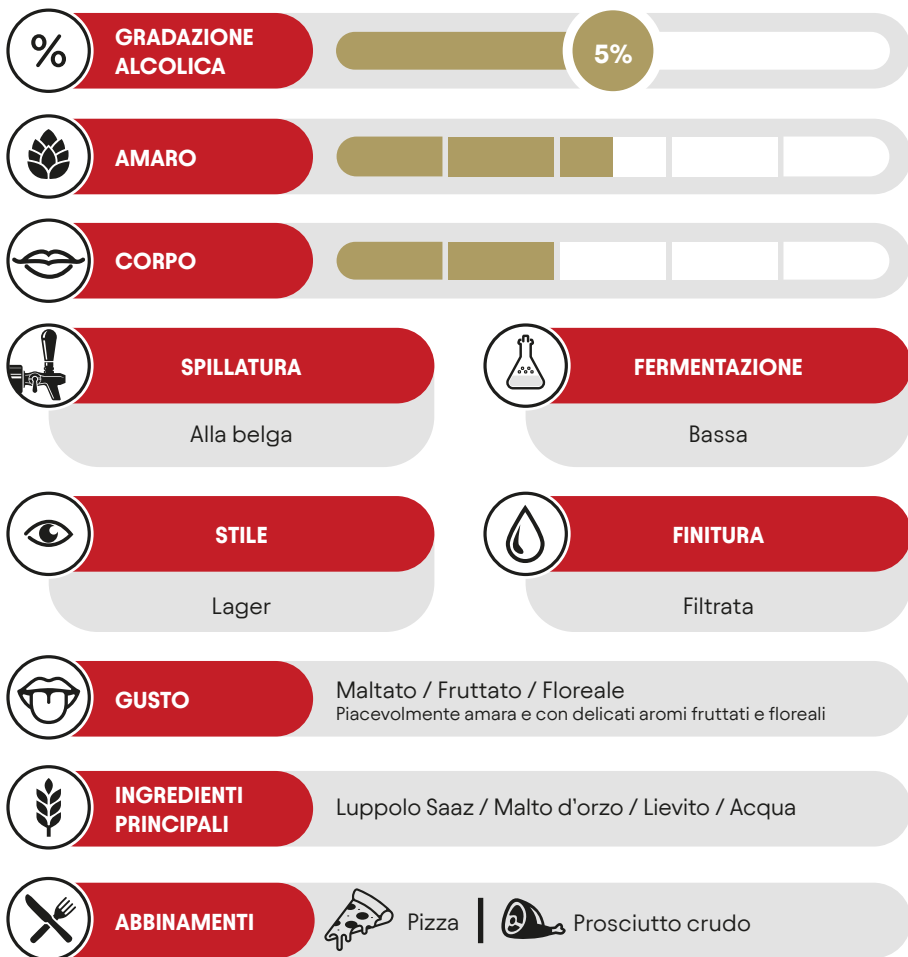 %
GRADAZIONE
ALCOLICA
5%
AMARO
CORPO
SPILLATURA
FERMENTAZIONE
Alla belga
Bassa
STILE
FINITURA
Lager
Filtrata
GUSTO
Maltato / Fruttato / Floreale
Piacevolmente amara e con delicati aromi fruttati e floreali
INGREDIENTI
PRINCIPALI
Luppolo Saaz / Malto d'orzo / Lievito / Acqua
ABBINAMENTI
Pizza
Prosciutto crudo